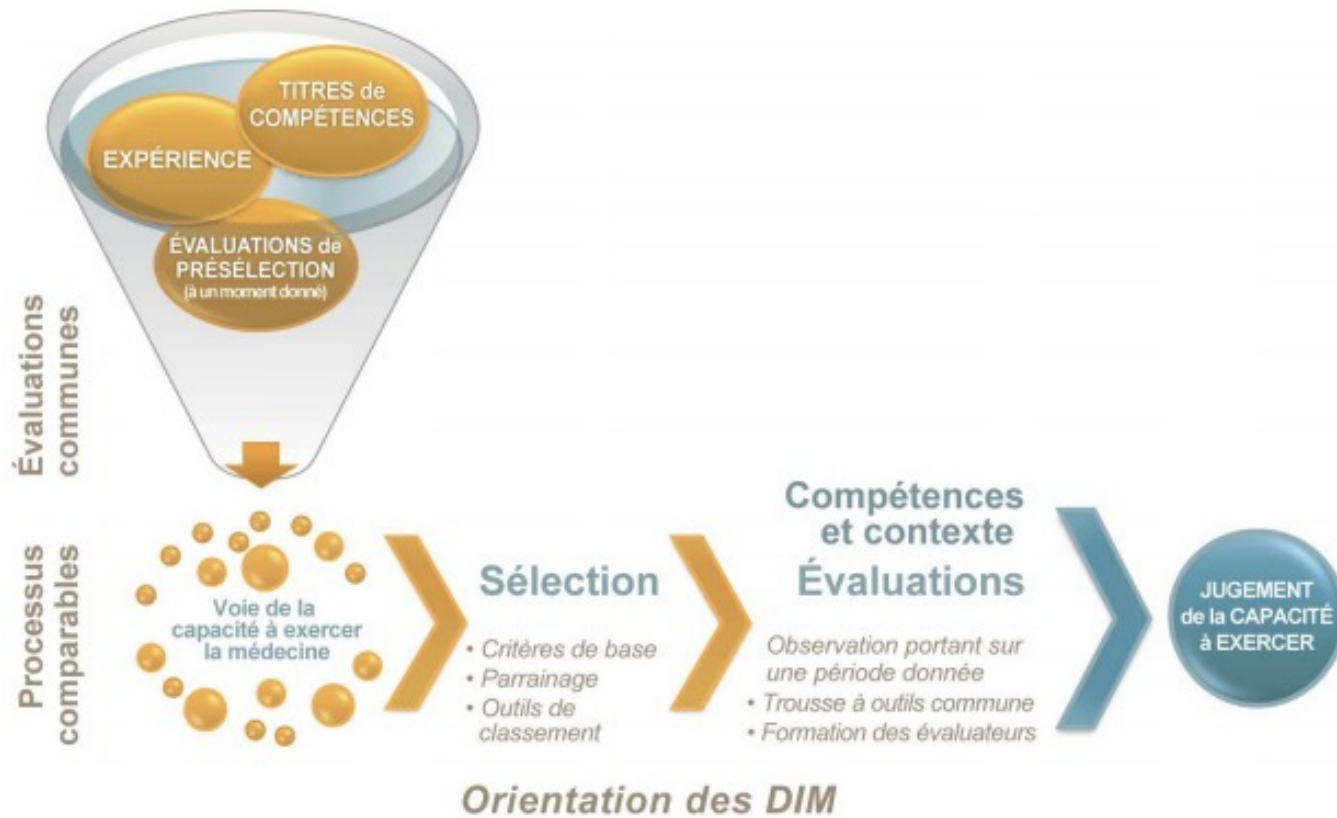 TITRES de
COMPÉTENCES
EXPÉRIENCE
ÉVALUATIONS de
PRÉSÉLECTION
(à un moment donné)
Évaluations
communes
Processus
comparables
Voie de la
capacité à exercer
la médecine
Sélection
• Critères de base
• Parrainage
• Outils de
classement
Compétences
et contexte
Évaluations
Observation portant sur
une période donnée
• Trousse à outils commune
• Formation des évaluateurs
JUGEMENT
de la CAPACITÉ
à EXERCER
Orientation des DIM